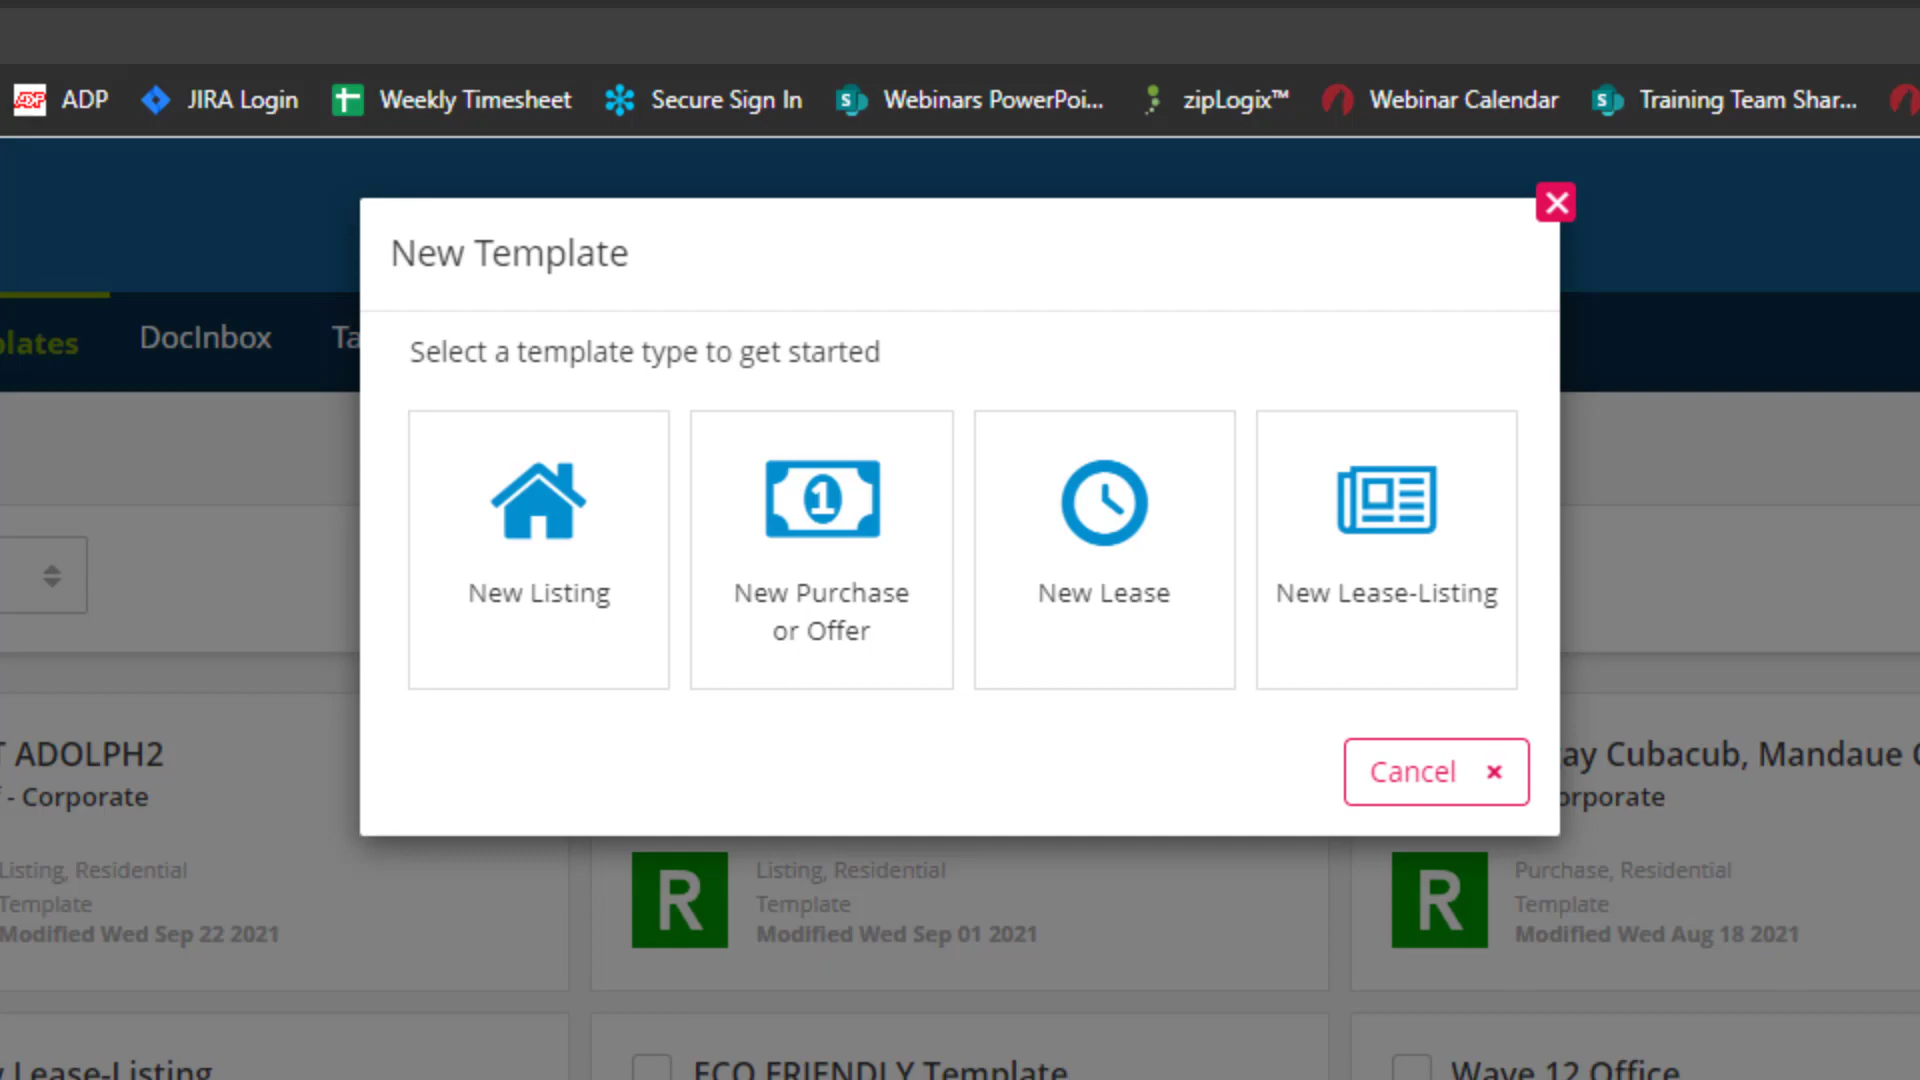 ADP JIRA Login Weekly Timesheet Secure Sign In Webinars PowerPoi... zipLogix™ Webinar Calendar Training Team Shar...
New Template
plates DocInbox Ta
Select a template type to get started
1
New Listing New Purchase or Offer New Lease New Lease-Listing
Cancel
T ADOLPH2
- Corporate
ay Cubacub, Mandaue C
orporate
Listing, Residential
Template
Modified Wed Sep 22 2021
R
Listing, Residential
Template
Modified Wed Sep 01 2021
R
Purchase, Residential
Template
Modified Wed Aug 18 2021
Lease-Listing
ECO FRIENDLY Template
Wave 12 Office